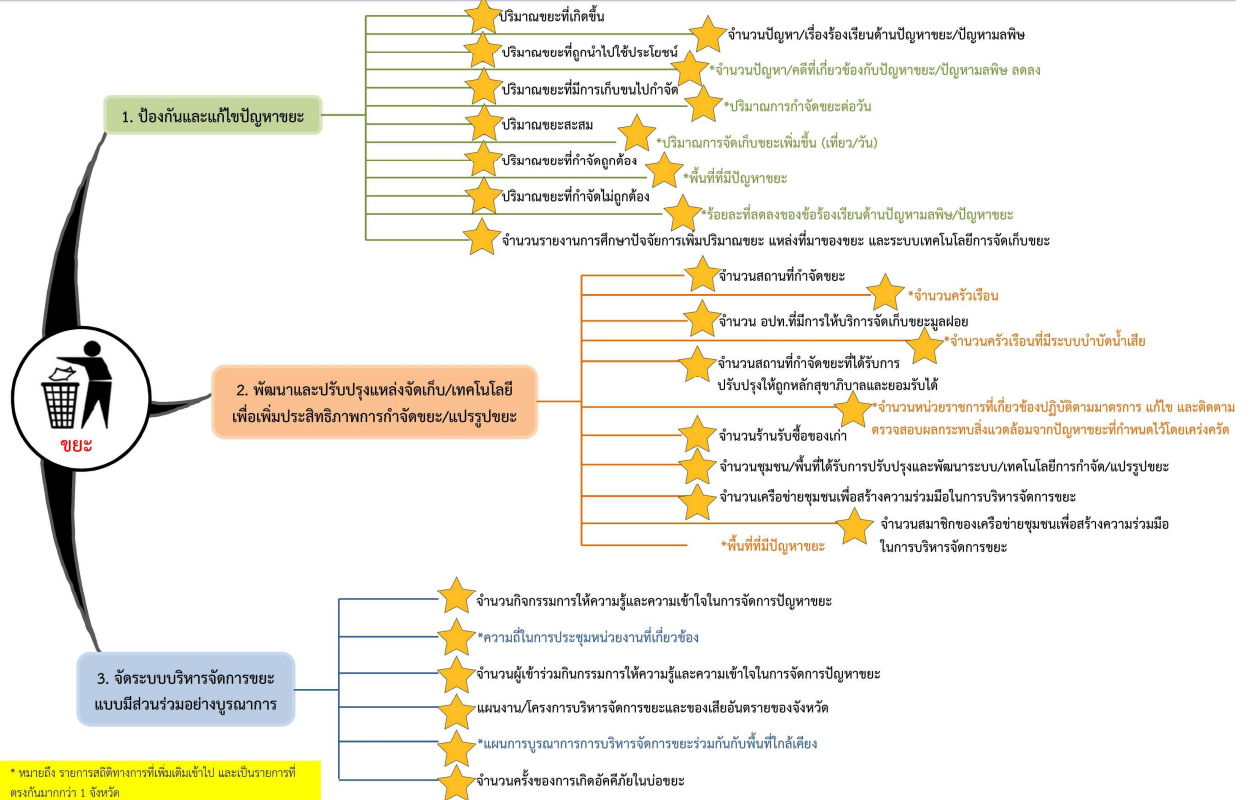 ปริมาณขยะที่เกิดขึ้น
จำนวนปัญหา/เรื่องร้องเรียนด้านปัญหาขยะ/ปัญหามลพิษ
ปริมาณขยะที่ถูกนำไปใช้ประโยชน์
*จำนวนปัญหา/คดีที่เกี่ยวข้องกับปัญหาขยะ/ปัญหามลพิษ ลดลง
ปริมาณขยะที่มีการเก็บขนไปกำจัด
*ปริมาณการกำจัดขยะต่อวัน
1. ป้องกันและแก้ไขปัญหาขยะ
ปริมาณขยะสะสม
*ปริมาณการจัดเก็บขยะเพิ่มขึ้น (เที่ยว/วัน)
ปริมาณขยะที่กำจัดถูกต้อง
*พื้นที่ที่มีปัญหาขยะ
ปริมาณขยะที่กำจัดไม่ถูกต้อง
*ร้อยละที่ลดลงของข้อร้องเรียนด้านปัญหามลพิษ/ปัญหาขยะ
จำนวนรายงานการศึกษาปัจจัยการเพิ่มปริมาณขยะ แหล่งที่มาของขยะ และระบบเทคโนโลยีการจัดเก็บขยะ
ขยะ
2. พัฒนาและปรับปรุงแหล่งจัดเก็บ/เทคโนโลยี
เพื่อเพิ่มประสิทธิภาพการกำจัดขยะ/แปรรูปขยะ
จำนวนสถานที่กำจัดขยะ
*จำนวนครัวเรือน
จำนวน อปท.ที่มีการให้บริการจัดเก็บขยะมูลฝอย
*จำนวนครัวเรือนที่มีระบบบำบัดน้ำเสีย
จำนวนสถานที่กำจัดขยะที่ได้รับการ
ปรับปรุงให้ถูกหลักสุขาภิบาลและยอมรับได้
*จำนวนหน่วยราชการที่เกี่ยวข้องปฏิบัติตามมาตรการ แก้ไข และติดตาม
ตรวจสอบผลกระทบสิ่งแวดล้อมจากปัญหาขยะที่กำหนดไว้โดยเคร่งครัด
จำนวนร้านรับซื้อของเก่า
จำนวนชุมชน/พื้นที่ได้รับการปรับปรุงและพัฒนาระบบ/เทคโนโลยีการกำจัด/แปรรูปขยะ
จำนวนเครือข่ายชุมชนเพื่อสร้างความร่วมมือในการบริหารจัดการขยะ
จำนวนสมาชิกของเครือข่ายชุมชนเพื่อสร้างความร่วมมือ
ในการบริหารจัดการขยะ
*พื้นที่ที่มีปัญหาขยะ
3. จัดระบบบริหารจัดการขยะ
แบบมีส่วนร่วมอย่างบูรณาการ
จำนวนกิจกรรมการให้ความรู้และความเข้าใจในการจัดการปัญหาขยะ
*ความถี่ในการประชุมหน่วยงานที่เกี่ยวข้อง
จำนวนผู้เข้าร่วมกินกรรมการให้ความรู้และความเข้าใจในการจัดการปัญหาขยะ
แผนงาน/โครงการบริหารจัดการขยะและของเสียอันตรายของจังหวัด
*แผนการบูรณาการการบริหารจัดการขยะร่วมกันกับพื้นที่ใกล้เคียง
จำนวนครั้งของการเกิดอัคคีภัยในบ่อขยะ
* หมายถึง รายการสถิติทางการที่เพิ่มเติมเข้าไป และเป็นรายการที่
ตรงกันมากกว่า 1 จังหวัด